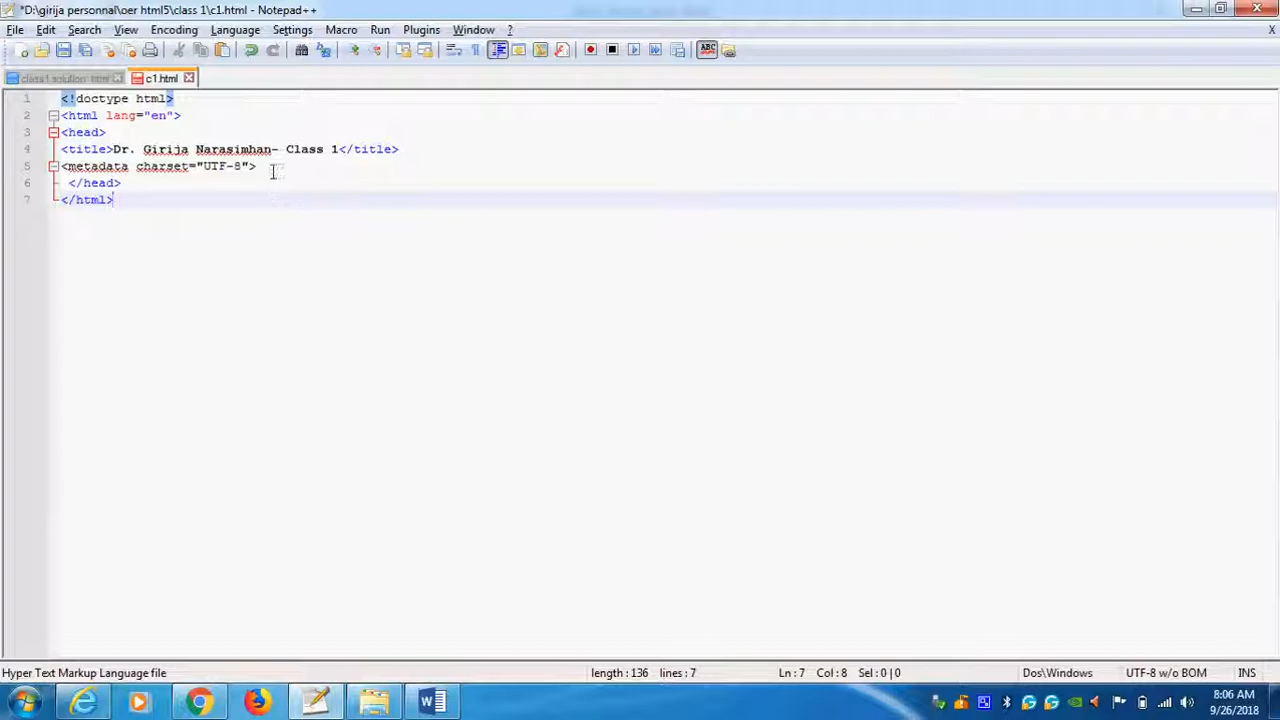 *D:\girija personnal\oer html5\class 1\c1.html - Notepad++
File Edit Search View Encoding Language Settings Macro Run Plugins Window ? X
ABC
class1 solution .html c1.html
1 <!doctype html>
2 <html lang="en">
3 <head>
4 <title>Dr. Girija Narasimhan- Class 1</title>
5 <metadata charset="UTF-8">
6 </head>
7 </html>
Hyper Text Markup Language file length : 136 lines : 7 Ln : 7 Col : 8 Sel : 0 | 0 Dos\Windows UTF-8 w/o BOM INS
8:06 AM
9/26/2018